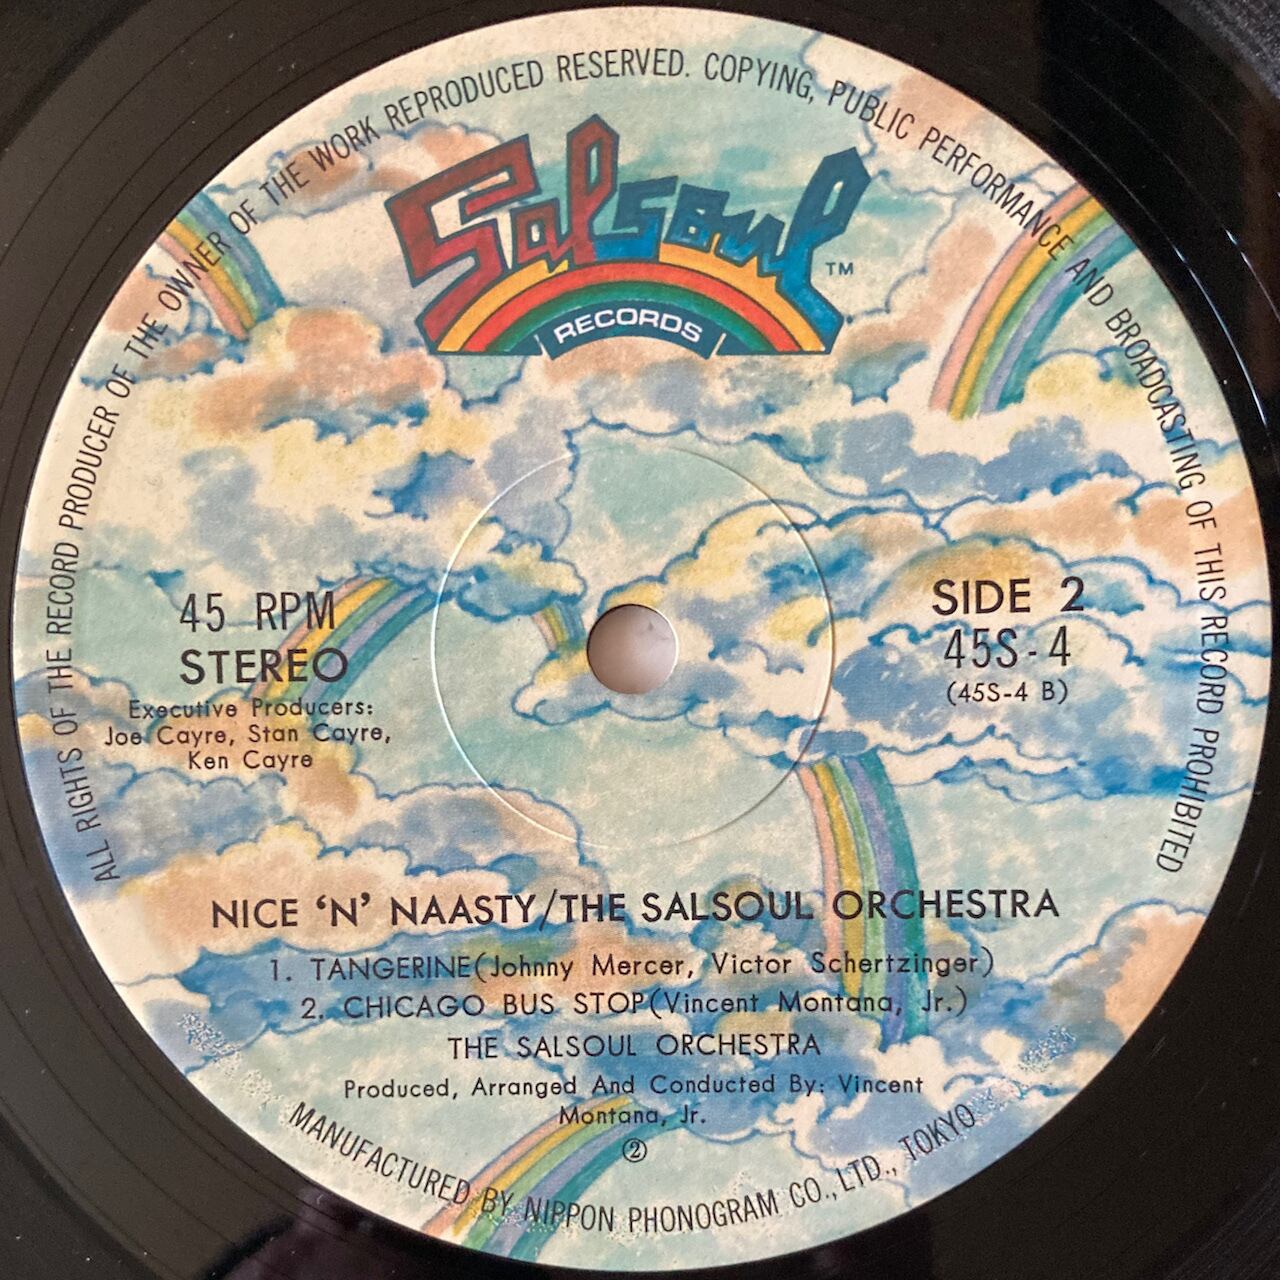 ALL RIGHTS OF THE RECORD PRODUCER OF THE OWNER OF THE WORK REPRODUCED RESERVED. COPYING, PUBLIC PERFORMANCE AND BROADCASTING OF THIS RECORD PROHIBITED
Salsoul TM
RECORDS
45 RPM
STEREO
Executive Producers:
Joe Cayre, Stan Cayre,
Ken Cayre
SIDE 2
45S-4
(45S-4 B)
NICE ‘N’ NAASTY/THE SALSOUL ORCHESTRA
1. TANGERINE(Johnny Mercer, Victor Schertzinger)
2. CHICAGO BUS STOP(Vincent Montana, Jr.)
THE SALSOUL ORCHESTRA
Produced, Arranged And Conducted By: Vincent
Montana, Jr.
②
MANUFACTURED BY NIPPON PHONOGRAM CO., LTD., TOKYO